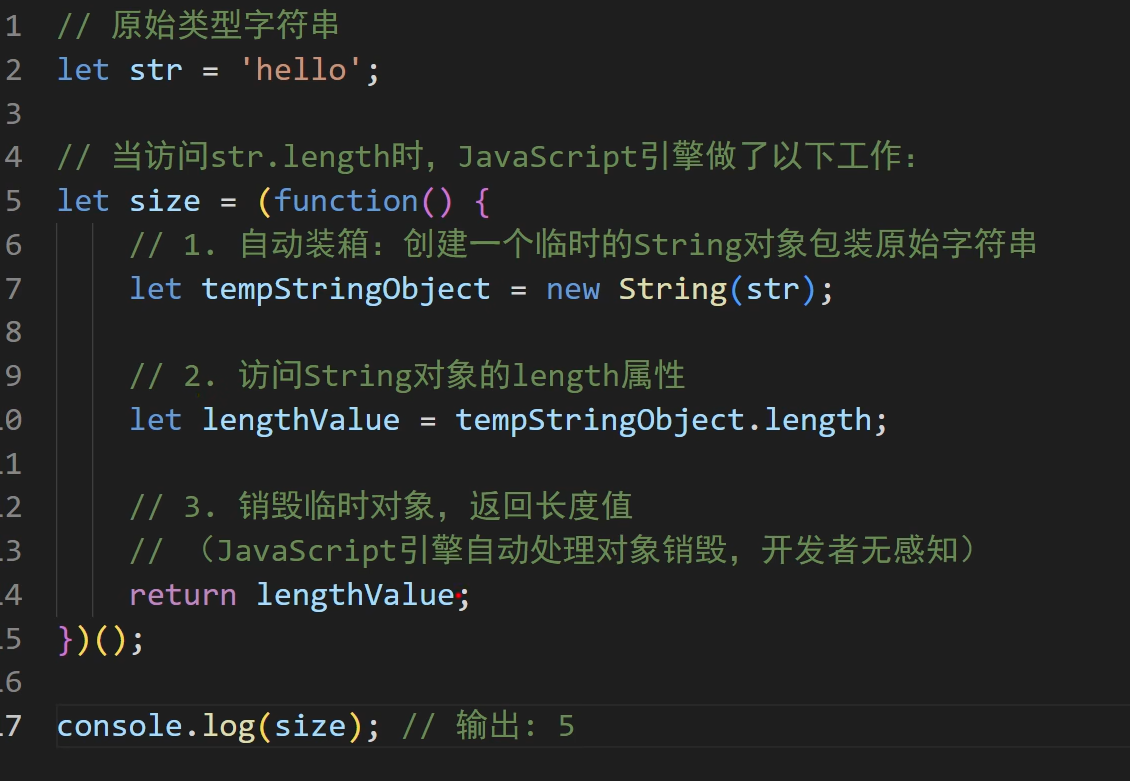 1 // 原始类型字符串
2 let str = 'hello';
3
4 // 当访问str.length时，JavaScript引擎做了以下工作：
5 let size = (function() {
6 // 1. 自动装箱：创建一个临时的String对象包装原始字符串
7 let tempStringObject = new String(str);
8
9 // 2. 访问String对象的length属性
10 let lengthValue = tempStringObject.length;
11
12 // 3. 销毁临时对象，返回长度值
13 // （JavaScript引擎自动处理对象销毁，开发者无感知）
14 return lengthValue;
15 })();
16
17 console.log(size); // 输出：5